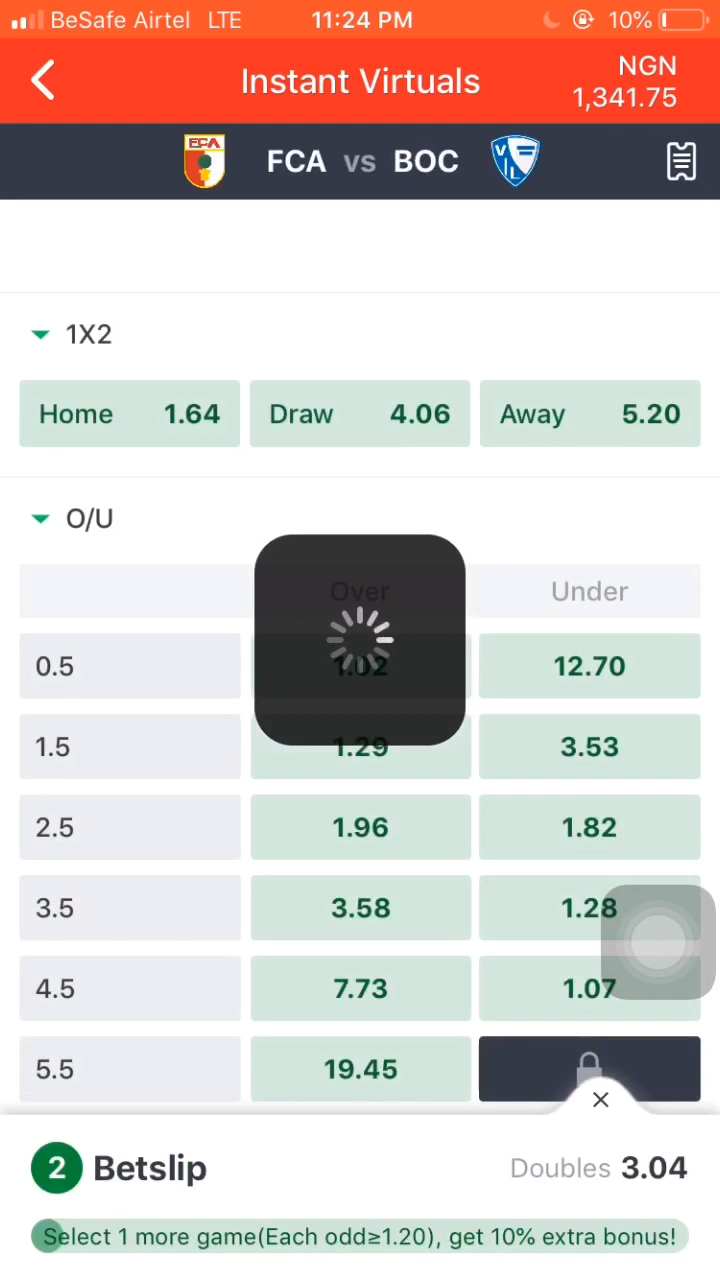 BeSafe Airtel LTE 11:24 PM 10%
Instant Virtuals
NGN
1,341.75
FCA
FCA vs BOC
V
f
L
1X2
Home 1.64 Draw 4.06 Away 5.20
O/U
Over Under
0.5 1.02 12.70
1.5 1.29 3.53
2.5 1.96 1.82
3.5 3.58 1.28
4.5 7.73 1.07
5.5 19.45
2 Betslip Doubles 3.04
Select 1 more game(Each odd≥1.20), get 10% extra bonus!